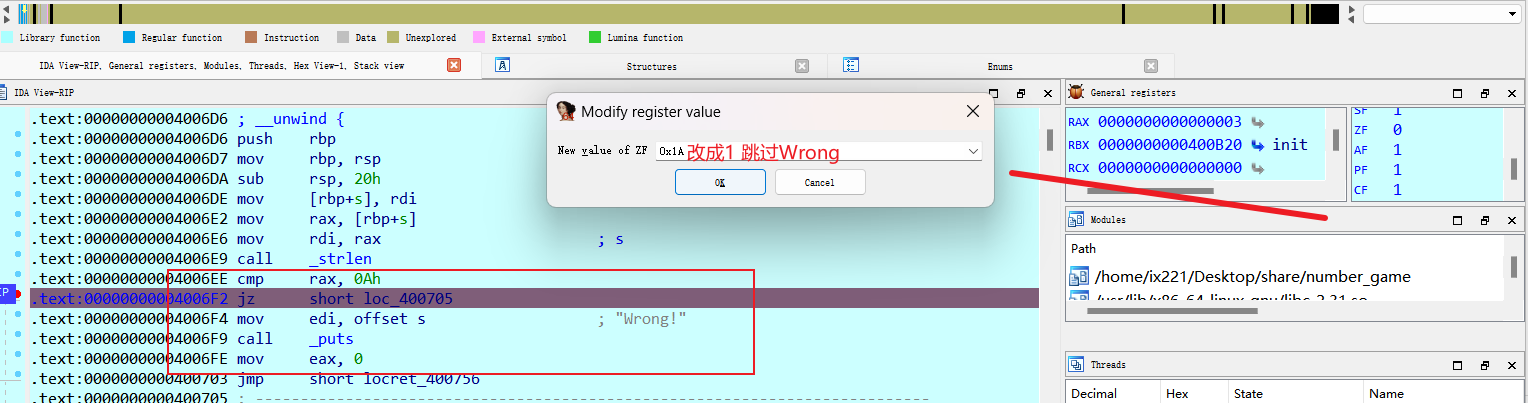 Library function Regular function Instruction Data Unexplored External symbol Lumina function
IDA View-RIP, General registers, Modules, Threads, Hex View-1, Stack view Structures Enums
IDA View-RIP
.text:00000000004006D6 ; __unwind {
.text:00000000004006D6 push rbp
.text:00000000004006D7 mov rbp, rsp
.text:00000000004006DA sub rsp, 20h
.text:00000000004006DE mov [rbp+s], rdi
.text:00000000004006E2 mov rax, [rbp+s]
.text:00000000004006E6 mov rdi, rax ; s
.text:00000000004006E9 call _strlen
.text:00000000004006EE cmp rax, 0Ah
.text:00000000004006F2 jz short loc_400705
.text:00000000004006F4 mov edi, offset s ; "Wrong!"
.text:00000000004006F9 call _puts
.text:00000000004006FE mov eax, 0
.text:0000000000400703 jmp short locret_400756
.text:0000000000400705 ; ---------------------------------------------------------------------------
Modify register value
New value of ZF 0x1A 改成1 跳过Wrong
OK Cancel
General registers
RAX 0000000000000003
RBX 0000000000400B20 init
RCX 0000000000000000
SF 1
ZF 0
AF 1
PF 1
CF 1
Modules
Path
/home/ix221/Desktop/share/number_game
Threads
Decimal Hex State Name